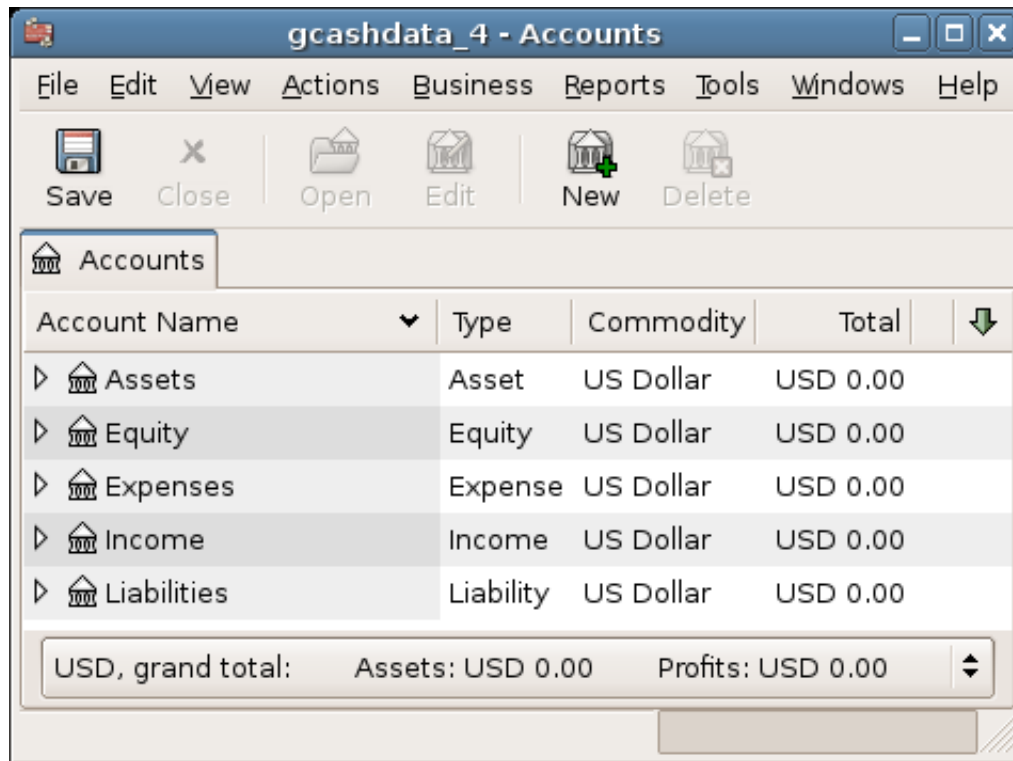 gcashdata_4 - Accounts
File Edit View Actions Business Reports Tools Windows Help
Save Close Open Edit New Delete
Accounts
Account Name Type Commodity Total
Assets Asset US Dollar USD 0.00
Equity Equity US Dollar USD 0.00
Expenses Expense US Dollar USD 0.00
Income Income US Dollar USD 0.00
Liabilities Liability US Dollar USD 0.00
USD, grand total: Assets: USD 0.00 Profits: USD 0.00